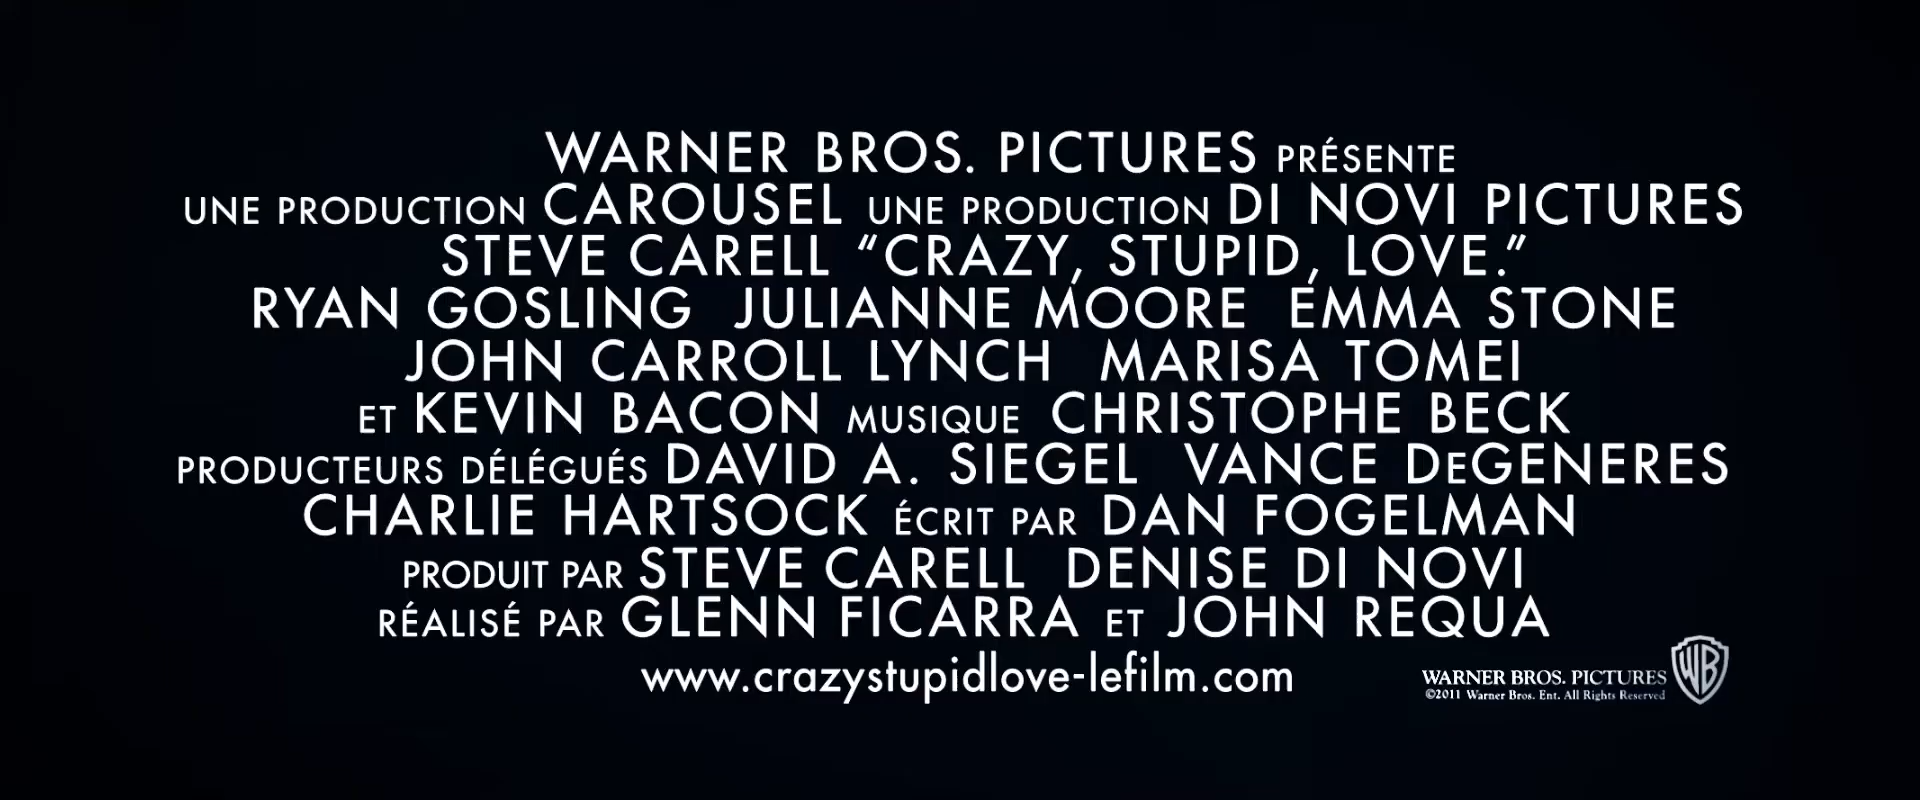 WARNER BROS. PICTURES PRÉSENTE
UNE PRODUCTION CAROUSEL UNE PRODUCTION DI NOVI PICTURES
STEVE CARELL “CRAZY, STUPID, LOVE.”
RYAN GOSLING JULIANNE MOORE EMMA STONE
JOHN CARROLL LYNCH MARISA TOMEI
ET KEVIN BACON MUSIQUE CHRISTOPHE BECK
PRODUCTEURS DÉLÉGUÉS DAVID A. SIEGEL VANCE DEGENERES
CHARLIE HARTSOCK ÉCRIT PAR DAN FOGELMAN
PRODUIT PAR STEVE CARELL DENISE DI NOVI
RÉALISÉ PAR GLENN FICARRA ET JOHN REQUA
www.crazystupidlove-lefilm.com
WARNER BROS. PICTURES
©2011 Warner Bros. Ent. All Rights Reserved
WB